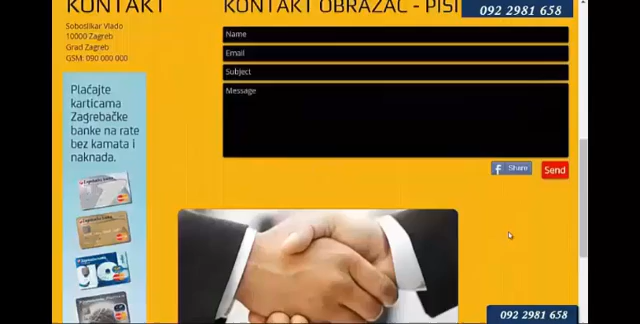 KONTAKT
KONTAKT OBRAZAC - PIŠI
092 2981 658
Soboslikar Vlado
10000 Zagreb
Grad Zagreb
GSM: 090 000 000
Name
Email
Subject
Message
Plaćajte
karticama
Zagrebačke
banke na rate
bez kamata i
naknada.
Share
Send
092 2981 658